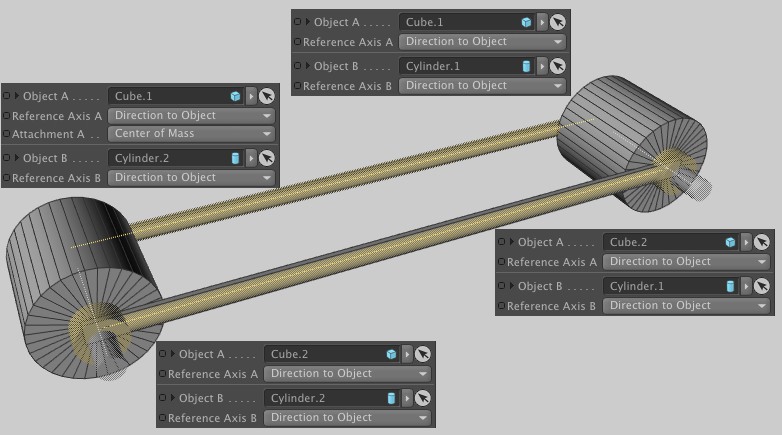 Object A . . . . . Cube.1
Reference Axis A Direction to Object
Object B . . . . . Cylinder.1
Reference Axis B Direction to Object
Object A . . . . . Cube.1
Reference Axis A Direction to Object
Attachment A . . Center of Mass
Object B . . . . . Cylinder.2
Reference Axis B Direction to Object
Object A . . . . . Cube.2
Reference Axis A Direction to Object
Object B . . . . . Cylinder.1
Reference Axis B Direction to Object
Object A . . . . . Cube.2
Reference Axis A Direction to Object
Object B . . . . . Cylinder.2
Reference Axis B Direction to Object